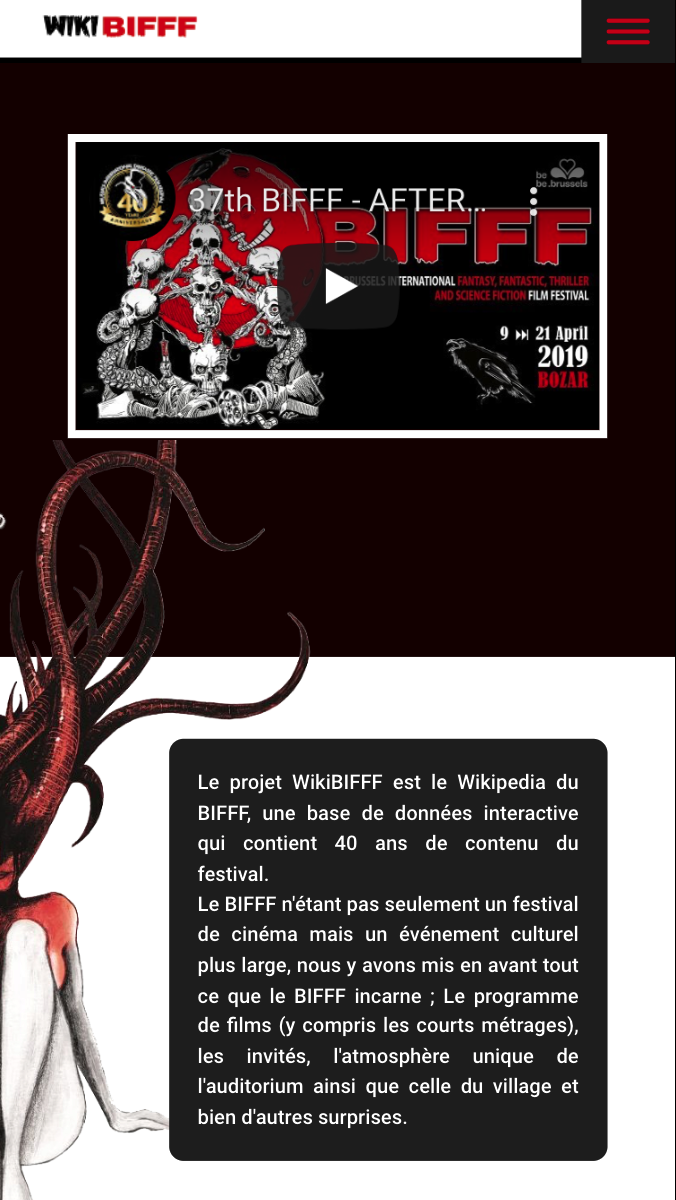 WIKI BIFFF
40
YEARS
ANNIVERSARY
37th BIFFF - AFTER...
be
be.brussels
BIFFF
BRUSSELS INTERNATIONAL FANTASY, FANTASTIC, THRILLER
AND SCIENCE FICTION FILM FESTIVAL
9 21 April
2019
BOZAR
Le projet WikiBIFFF est le Wikipedia du
BIFFF, une base de données interactive
qui contient 40 ans de contenu du
festival.
Le BIFFF n'étant pas seulement un festival
de cinéma mais un événement culturel
plus large, nous y avons mis en avant tout
ce que le BIFFF incarne ; Le programme
de films (y compris les courts métrages),
les invités, l'atmosphère unique de
l'auditorium ainsi que celle du village et
bien d'autres surprises.